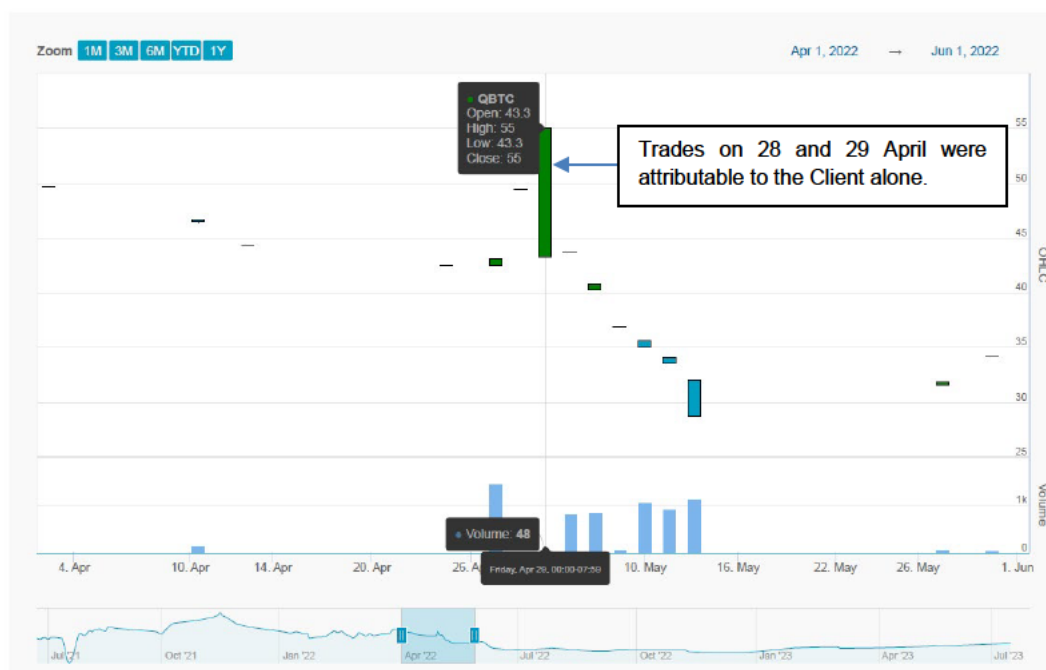 Zoom 1M 3M 6M YTD 1Y
Apr 1, 2022 → Jun 1, 2022
QBTC
Open: 43.3
High: 55
Low: 43.3
Close: 55
Trades on 28 and 29 April were
attributable to the Client alone.
55
50
45
40
35
30
25
OHLC
1k
0
Volume
Volume: 48
Friday, Apr 29, 00:00-07:59
4. Apr 10. Apr 14. Apr 20. Apr 10. May 16. May 22. May 26. May 1. Jun
Jul '21 Oct '21 Jan '22 Apr '22 Jul '22 Oct '22 Jan '23 Apr '23 Jul '23